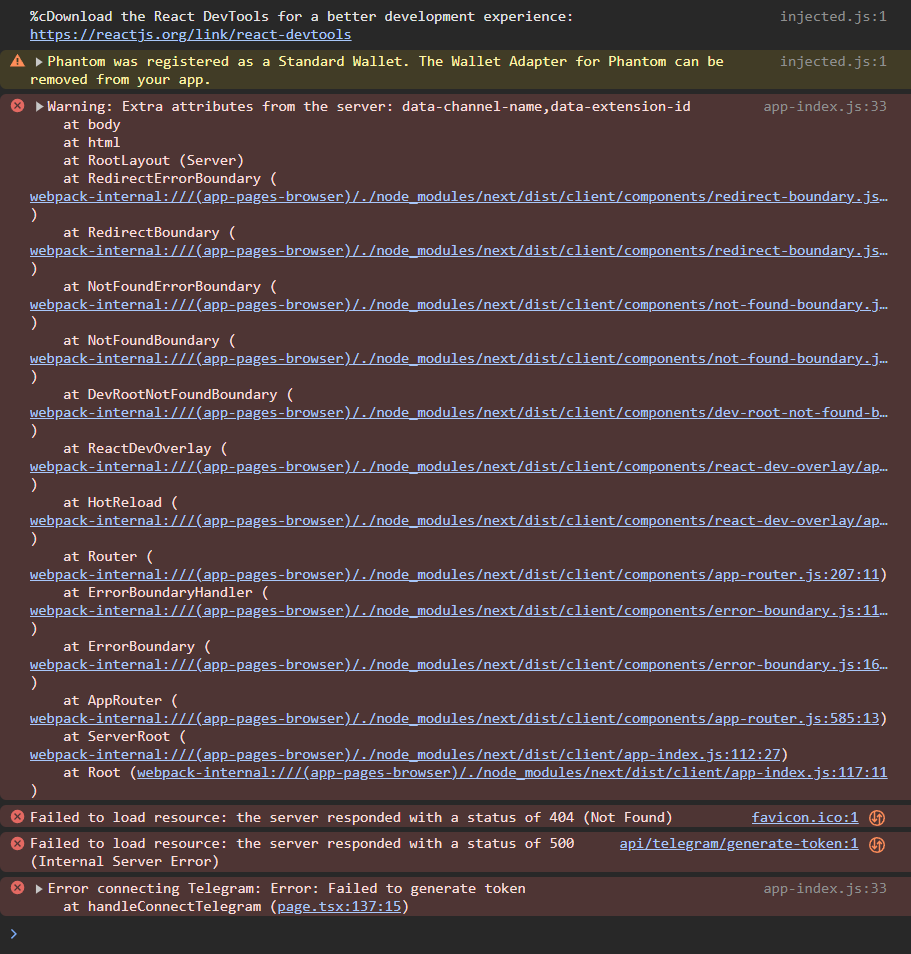 %cDownload the React DevTools for a better development experience: injected.js:1
https://reactjs.org/link/react-devtools
Phantom was registered as a Standard Wallet. The Wallet Adapter for Phantom can be injected.js:1
removed from your app.
Warning: Extra attributes from the server: data-channel-name,data-extension-id app-index.js:33
at body
at html
at RootLayout (Server)
at RedirectErrorBoundary (
webpack-internal:///(app-pages-browser)/./node_modules/next/dist/client/components/redirect-boundary.js…
)
at RedirectBoundary (
webpack-internal:///(app-pages-browser)/./node_modules/next/dist/client/components/redirect-boundary.js…
)
at NotFoundErrorBoundary (
webpack-internal:///(app-pages-browser)/./node_modules/next/dist/client/components/not-found-boundary.j…
)
at NotFoundBoundary (
webpack-internal:///(app-pages-browser)/./node_modules/next/dist/client/components/not-found-boundary.j…
)
at DevRootNotFoundBoundary (
webpack-internal:///(app-pages-browser)/./node_modules/next/dist/client/components/dev-root-not-found-b…
)
at ReactDevOverlay (
webpack-internal:///(app-pages-browser)/./node_modules/next/dist/client/components/react-dev-overlay/ap…
)
at HotReload (
webpack-internal:///(app-pages-browser)/./node_modules/next/dist/client/components/react-dev-overlay/ap…
)
at Router (
webpack-internal:///(app-pages-browser)/./node_modules/next/dist/client/components/app-router.js:207:11)
at ErrorBoundaryHandler (
webpack-internal:///(app-pages-browser)/./node_modules/next/dist/client/components/error-boundary.js:11…
)
at ErrorBoundary (
webpack-internal:///(app-pages-browser)/./node_modules/next/dist/client/components/error-boundary.js:16…
)
at AppRouter (
webpack-internal:///(app-pages-browser)/./node_modules/next/dist/client/components/app-router.js:585:13)
at ServerRoot (
webpack-internal:///(app-pages-browser)/./node_modules/next/dist/client/app-index.js:112:27)
at Root (webpack-internal:///(app-pages-browser)/./node_modules/next/dist/client/app-index.js:117:11
)
Failed to load resource: the server responded with a status of 404 (Not Found) favicon.ico:1
Failed to load resource: the server responded with a status of 500 api/telegram/generate-token:1
(Internal Server Error)
Error connecting Telegram: Error: Failed to generate token app-index.js:33
at handleConnectTelegram (page.tsx:137:15)